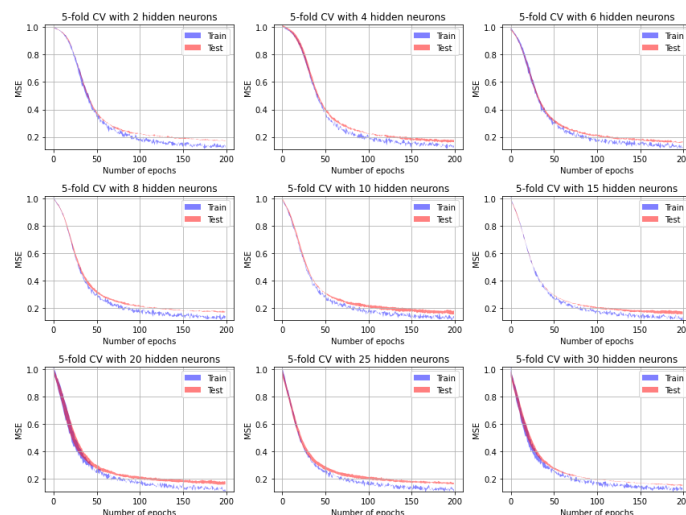 5-fold CV with 2 hidden neurons
1.0
0.8
0.6
0.4
0.2
MSE
Train
Test
0 50 100 150 200
Number of epochs
5-fold CV with 4 hidden neurons
1.0
0.8
0.6
0.4
0.2
MSE
Train
Test
0 50 100 150 200
Number of epochs
5-fold CV with 6 hidden neurons
1.0
0.8
0.6
0.4
0.2
MSE
Train
Test
0 50 100 150 200
Number of epochs
5-fold CV with 8 hidden neurons
1.0
0.8
0.6
0.4
0.2
MSE
Train
Test
0 50 100 150 200
Number of epochs
5-fold CV with 10 hidden neurons
1.0
0.8
0.6
0.4
0.2
MSE
Train
Test
0 50 100 150 200
Number of epochs
5-fold CV with 15 hidden neurons
1.0
0.8
0.6
0.4
0.2
MSE
Train
Test
0 50 100 150 200
Number of epochs
5-fold CV with 20 hidden neurons
1.0
0.8
0.6
0.4
0.2
MSE
Train
Test
0 50 100 150 200
Number of epochs
5-fold CV with 25 hidden neurons
1.0
0.8
0.6
0.4
0.2
MSE
Train
Test
0 50 100 150 200
Number of epochs
5-fold CV with 30 hidden neurons
1.0
0.8
0.6
0.4
0.2
MSE
Train
Test
0 50 100 150 200
Number of epochs